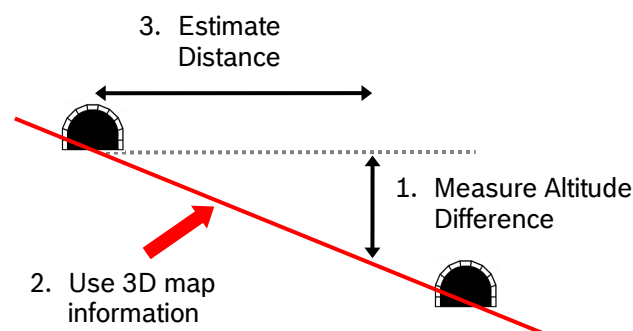 3. Estimate
Distance
1. Measure Altitude
Difference
2. Use 3D map
information